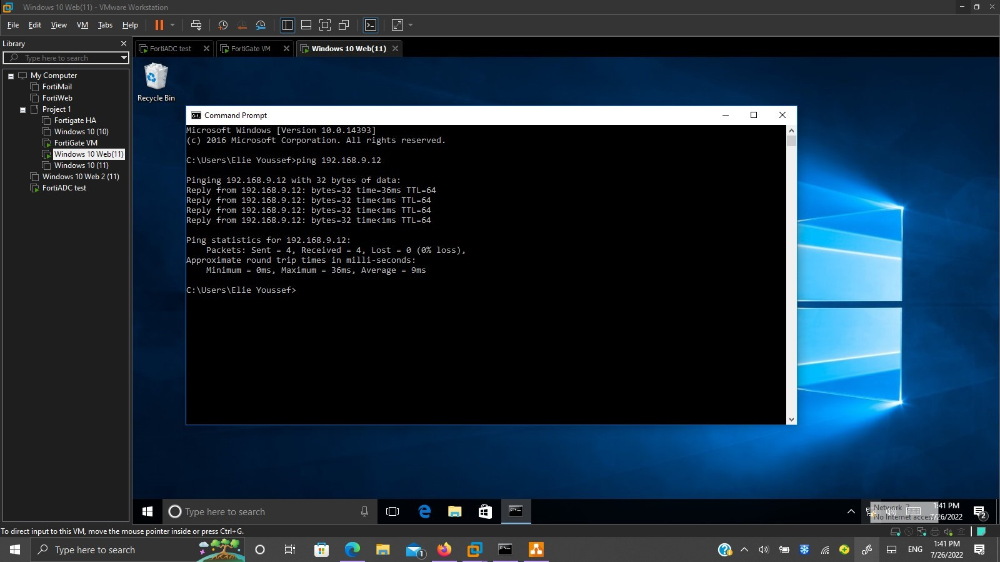 Windows 10 Web(11) - VMware Workstation
File Edit View VM Tabs Help
Library
Type here to search
My Computer
FortiMail
FortiWeb
Project 1
Fortigate HA
Windows 10 (10)
FortiGate VM
Windows 10 Web(11)
Windows 10 (11)
Windows 10 Web 2 (11)
FortiADC test
FortiADC test
FortiGate VM
Windows 10 Web(11)
Recycle Bin
Command Prompt
Microsoft Windows [Version 10.0.14393]
(c) 2016 Microsoft Corporation. All rights reserved.
C:\Users\Elie Youssef>ping 192.168.9.12
Pinging 192.168.9.12 with 32 bytes of data:
Reply from 192.168.9.12: bytes=32 time=36ms TTL=64
Reply from 192.168.9.12: bytes=32 time<1ms TTL=64
Reply from 192.168.9.12: bytes=32 time<1ms TTL=64
Reply from 192.168.9.12: bytes=32 time<1ms TTL=64
Ping statistics for 192.168.9.12:
Packets: Sent = 4, Received = 4, Lost = 0 (0% loss),
Approximate round trip times in milli-seconds:
Minimum = 0ms, Maximum = 36ms, Average = 9ms
C:\Users\Elie Youssef>
Type here to search
Network 7
No Internet access
1:41 PM
7/26/2022
2
To direct input to this VM, move the mouse pointer inside or press Ctrl+G.
Type here to search
1
ENG
1:41 PM
7/26/2022